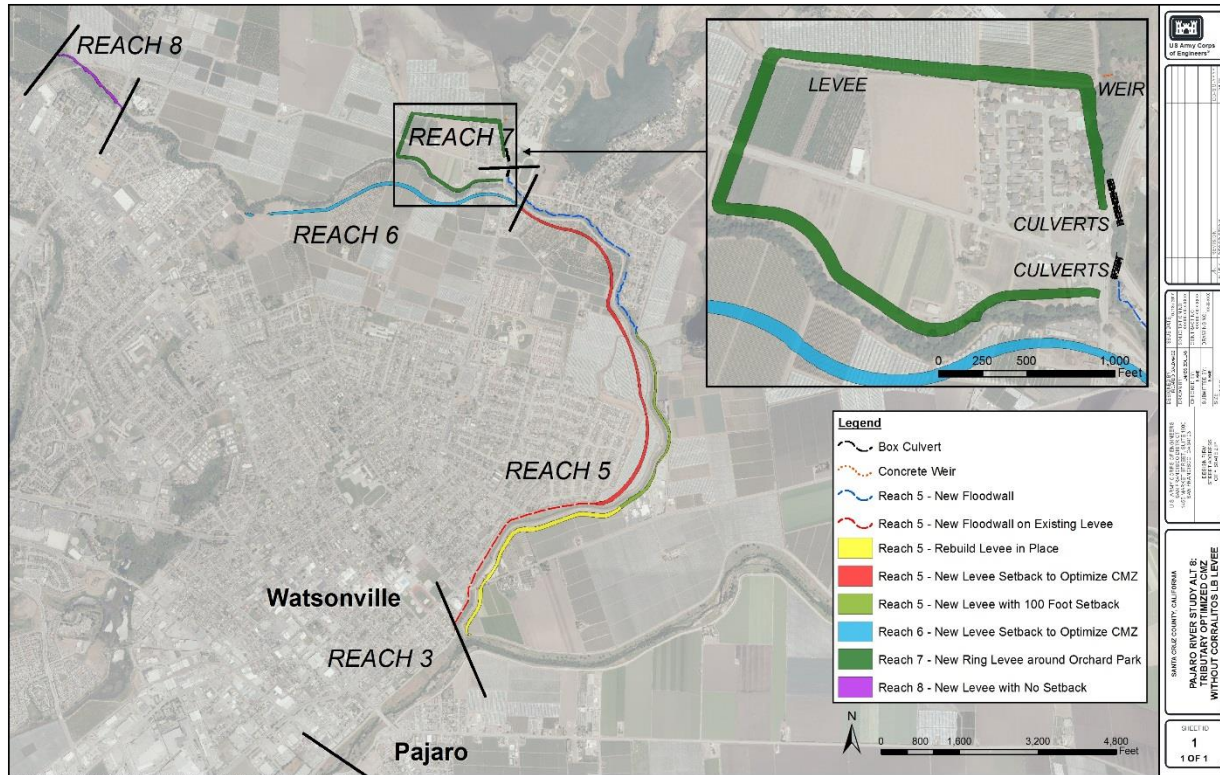 REACH 8
REACH 7
REACH 6
REACH 5
Watsonville
REACH 3
Pajaro
LEVEE
WEIR
CULVERTS
CULVERTS
0 250 500 1,000
Feet
Legend
Box Culvert
Concrete Weir
Reach 5 - New Floodwall
Reach 5 - New Floodwall on Existing Levee
Reach 5 - Rebuild Levee in Place
Reach 5 - New Levee Setback to Optimize CMZ
Reach 5 - New Levee with 100 Foot Setback
Reach 6 - New Levee Setback to Optimize CMZ
Reach 7 - New Ring Levee around Orchard Park
Reach 8 - New Levee with No Setback
N
0 800 1,600 3,200 4,800
Feet
US Army Corps
of Engineers®
SANTA CRUZ COUNTY, CALIFORNIA
PAJARO RIVER STUDY ALT 8:
TRIBUTARY OPTIMIZED CMZ
WITHOUT CORRALITOS LB LEVEE
SHEET ID
1
1 OF 1